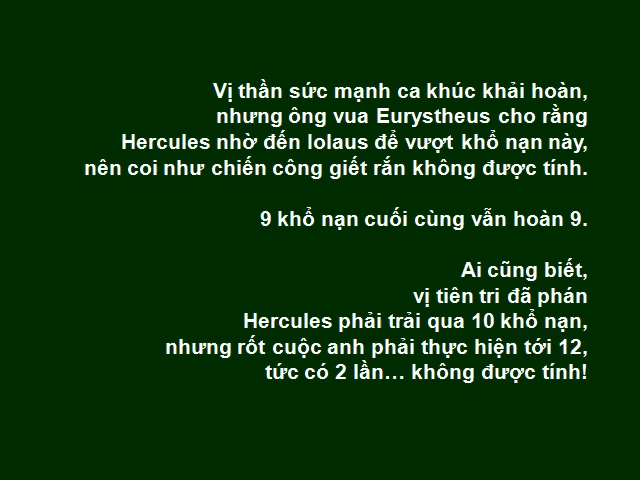 Vị thần sức mạnh ca khúc khải hoàn,
nhưng ông vua Eurystheus cho rằng
Hercules nhờ đến Iolaus để vượt khổ nạn này,
nên coi như chiến công giết rắn không được tính.
9 khổ nạn cuối cùng vẫn hoàn 9.
Ai cũng biết,
vị tiên tri đã phán
Hercules phải trải qua 10 khổ nạn,
nhưng rốt cuộc anh phải thực hiện tới 12,
tức có 2 lần… không được tính!